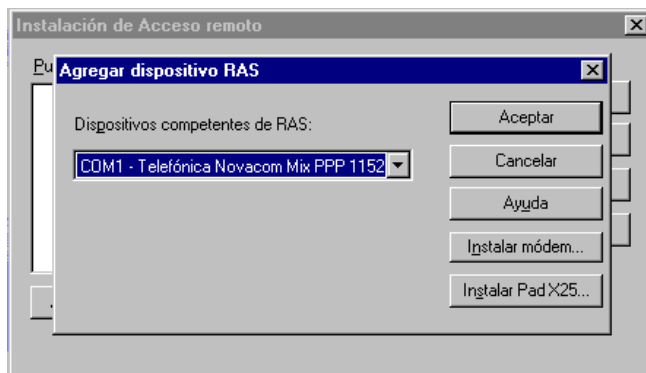 Instalación de Acceso remoto
Pu
Agregar dispositivo RAS
Dispositivos competentes de RAS:
COM1 - Telefónica Novacom Mix PPP 1152
Aceptar
Cancelar
Ayuda
Instalar módem...
Instalar Pad X25...